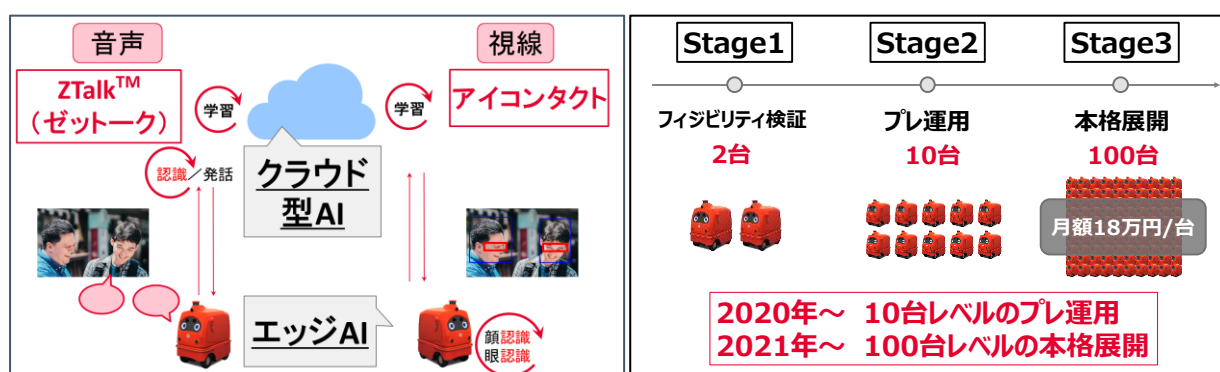 音声
ZTalk™
（ゼットーク）
学習
認識／発話
クラウド
型AI
学習
視線
アイコンタクト
エッジAI
顔認識
眼認識
Stage1
Stage2
Stage3
フィジビリティ検証
プレ運用
本格展開
2台
10台
100台
月額18万円/台
2020年～ 10台レベルのプレ運用
2021年～ 100台レベルの本格展開